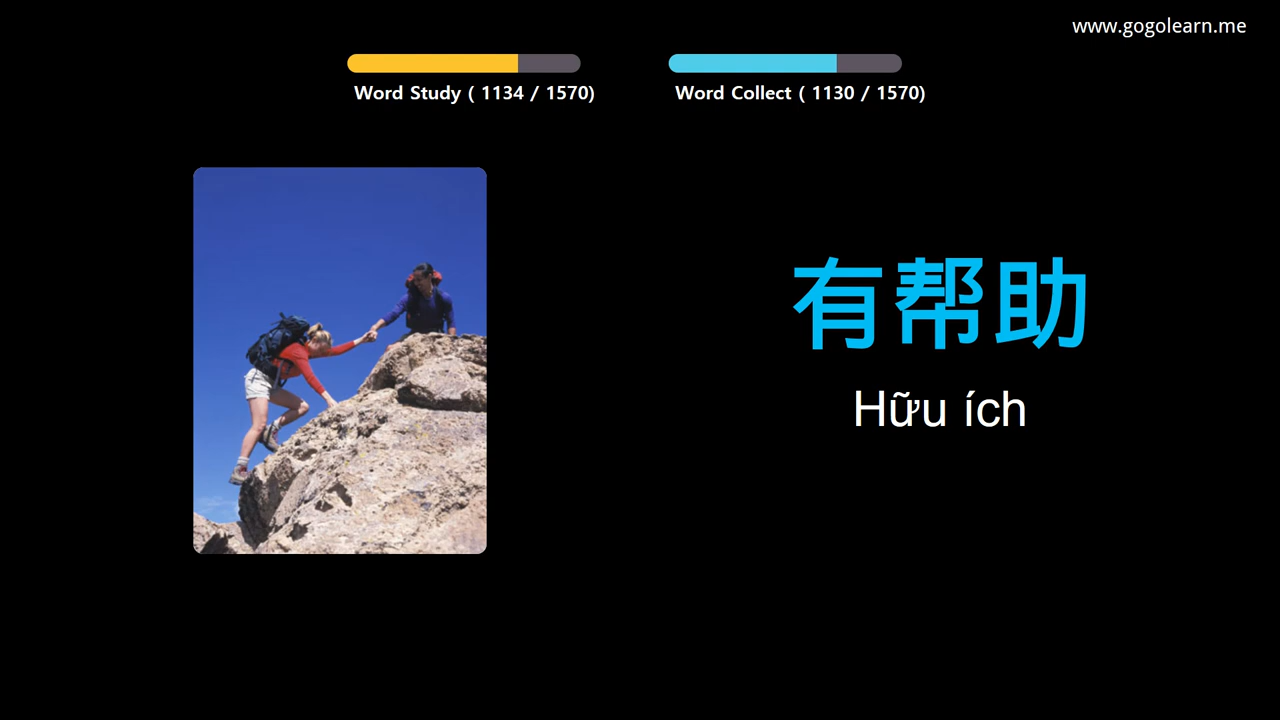 www.gogolearn.me
Word Study ( 1134 / 1570)
Word Collect ( 1130 / 1570)
有帮助
Hữu ích